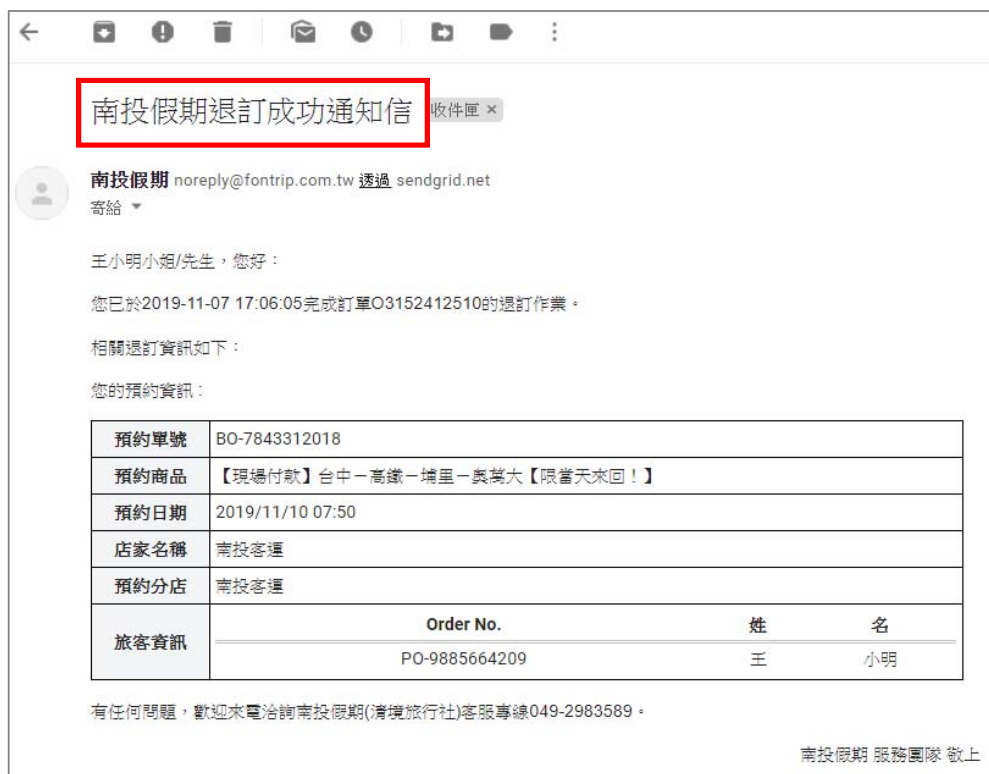 南投假期退訂成功通知信 收件匣 ×
南投假期 noreply@fontrip.com.tw 透過 sendgrid.net
寄給
王小明小姐/先生，您好：
您已於2019-11-07 17:06:05完成訂單O3152412510的退訂作業。
相關退訂資訊如下：
您的預約資訊：
預約單號 BO-7843312018
預約商品 【現場付款】台中－高鐵－埔里－奧萬大【限當天來回！】
預約日期 2019/11/10 07:50
店家名稱 南投客運
預約分店 南投客運
旅客資訊 Order No. 姓 名
PO-9885664209 王 小明
有任何問題，歡迎來電洽詢南投假期(清境旅行社)客服專線049-2983589。
南投假期 服務團隊 敬上